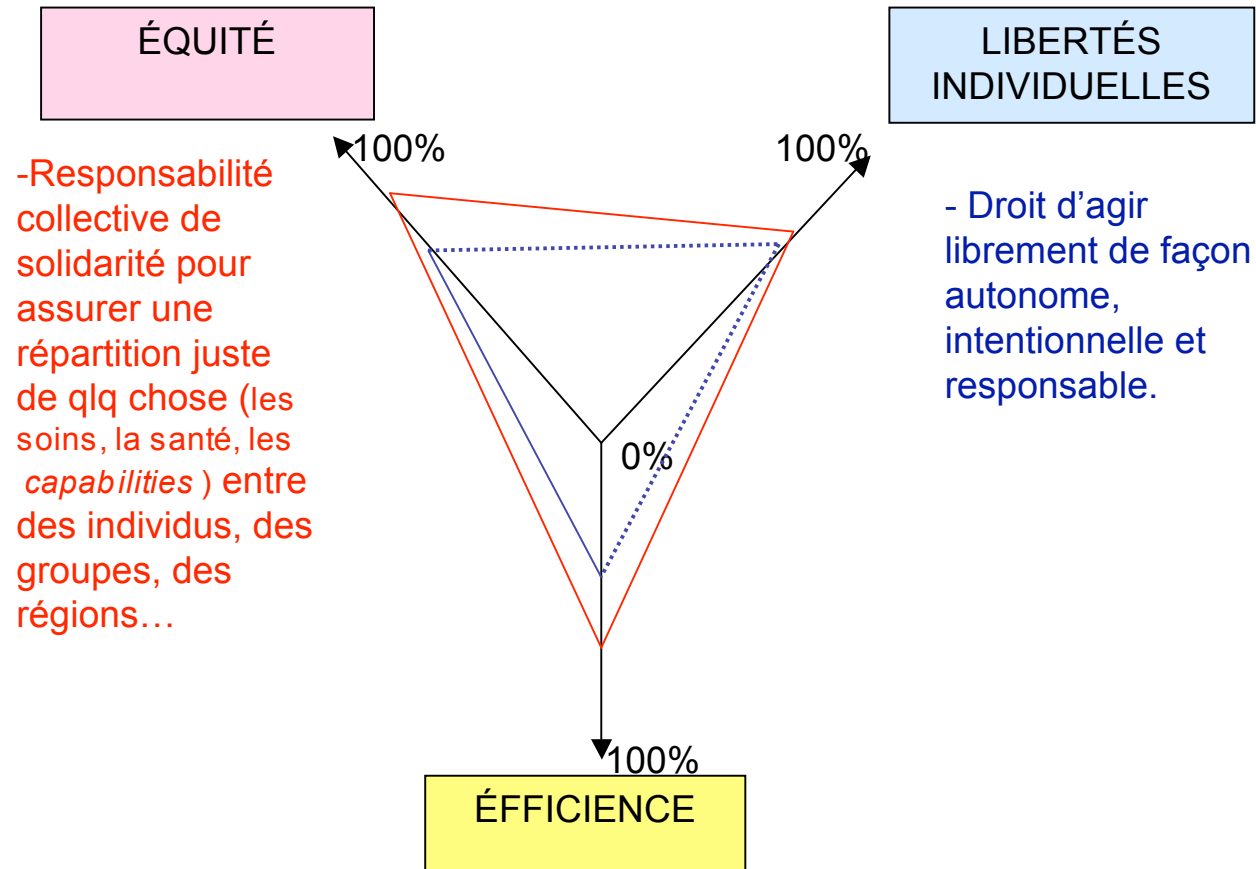 ÉQUITÉ
LIBERTÉS
INDIVIDUELLES
100%
100%
-Responsabilité
collective de
solidarité pour
assurer une
répartition juste
de qlq chose (les
soins, la santé, les
capabilities ) entre
des individus, des
groupes, des
régions…
- Droit d’agir
librement de façon
autonome,
intentionnelle et
responsable.
0%
100%
ÉFFICIENCE